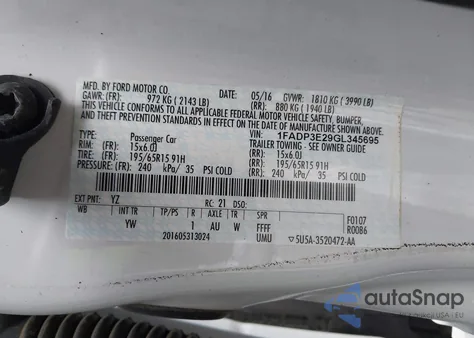 MFD. BY FORD MOTOR CO.
DATE: 05/16 GVWR: 1810 KG ( 3990 LB)
GAWR: (FR): 972 KG ( 2143 LB) (RR): 880 KG ( 1940 LB)
THIS VEHICLE CONFORMS TO ALL APPLICABLE FEDERAL MOTOR VEHICLE SAFETY, BUMPER,
AND THEFT PREVENTION STANDARDS IN EFFECT ON THE DATE OF MANUFACTURE SHOWN ABOVE.
VIN: 1FADP3E29GL345695
TYPE: Passenger Car TRAILER TOWING - SEE OWNER GUIDE
RIM: (FR): 15x6.0J (RR): 15x6.0J
TIRE: (FR): 195/65R15 91H (RR): 195/65R15 91H
PRESSURE: (FR): 240 kPa/ 35 PSI COLD (RR): 240 kPa/ 35 PSI COLD
EXT PNT: YZ RC: 21 DSO:
WB INT TR TP/PS R AXLE TR SPR
YW 1 AU W FFFF
F0107
R00B6
201605313024 UMU 5U5A-3520472-AA
autoSnap